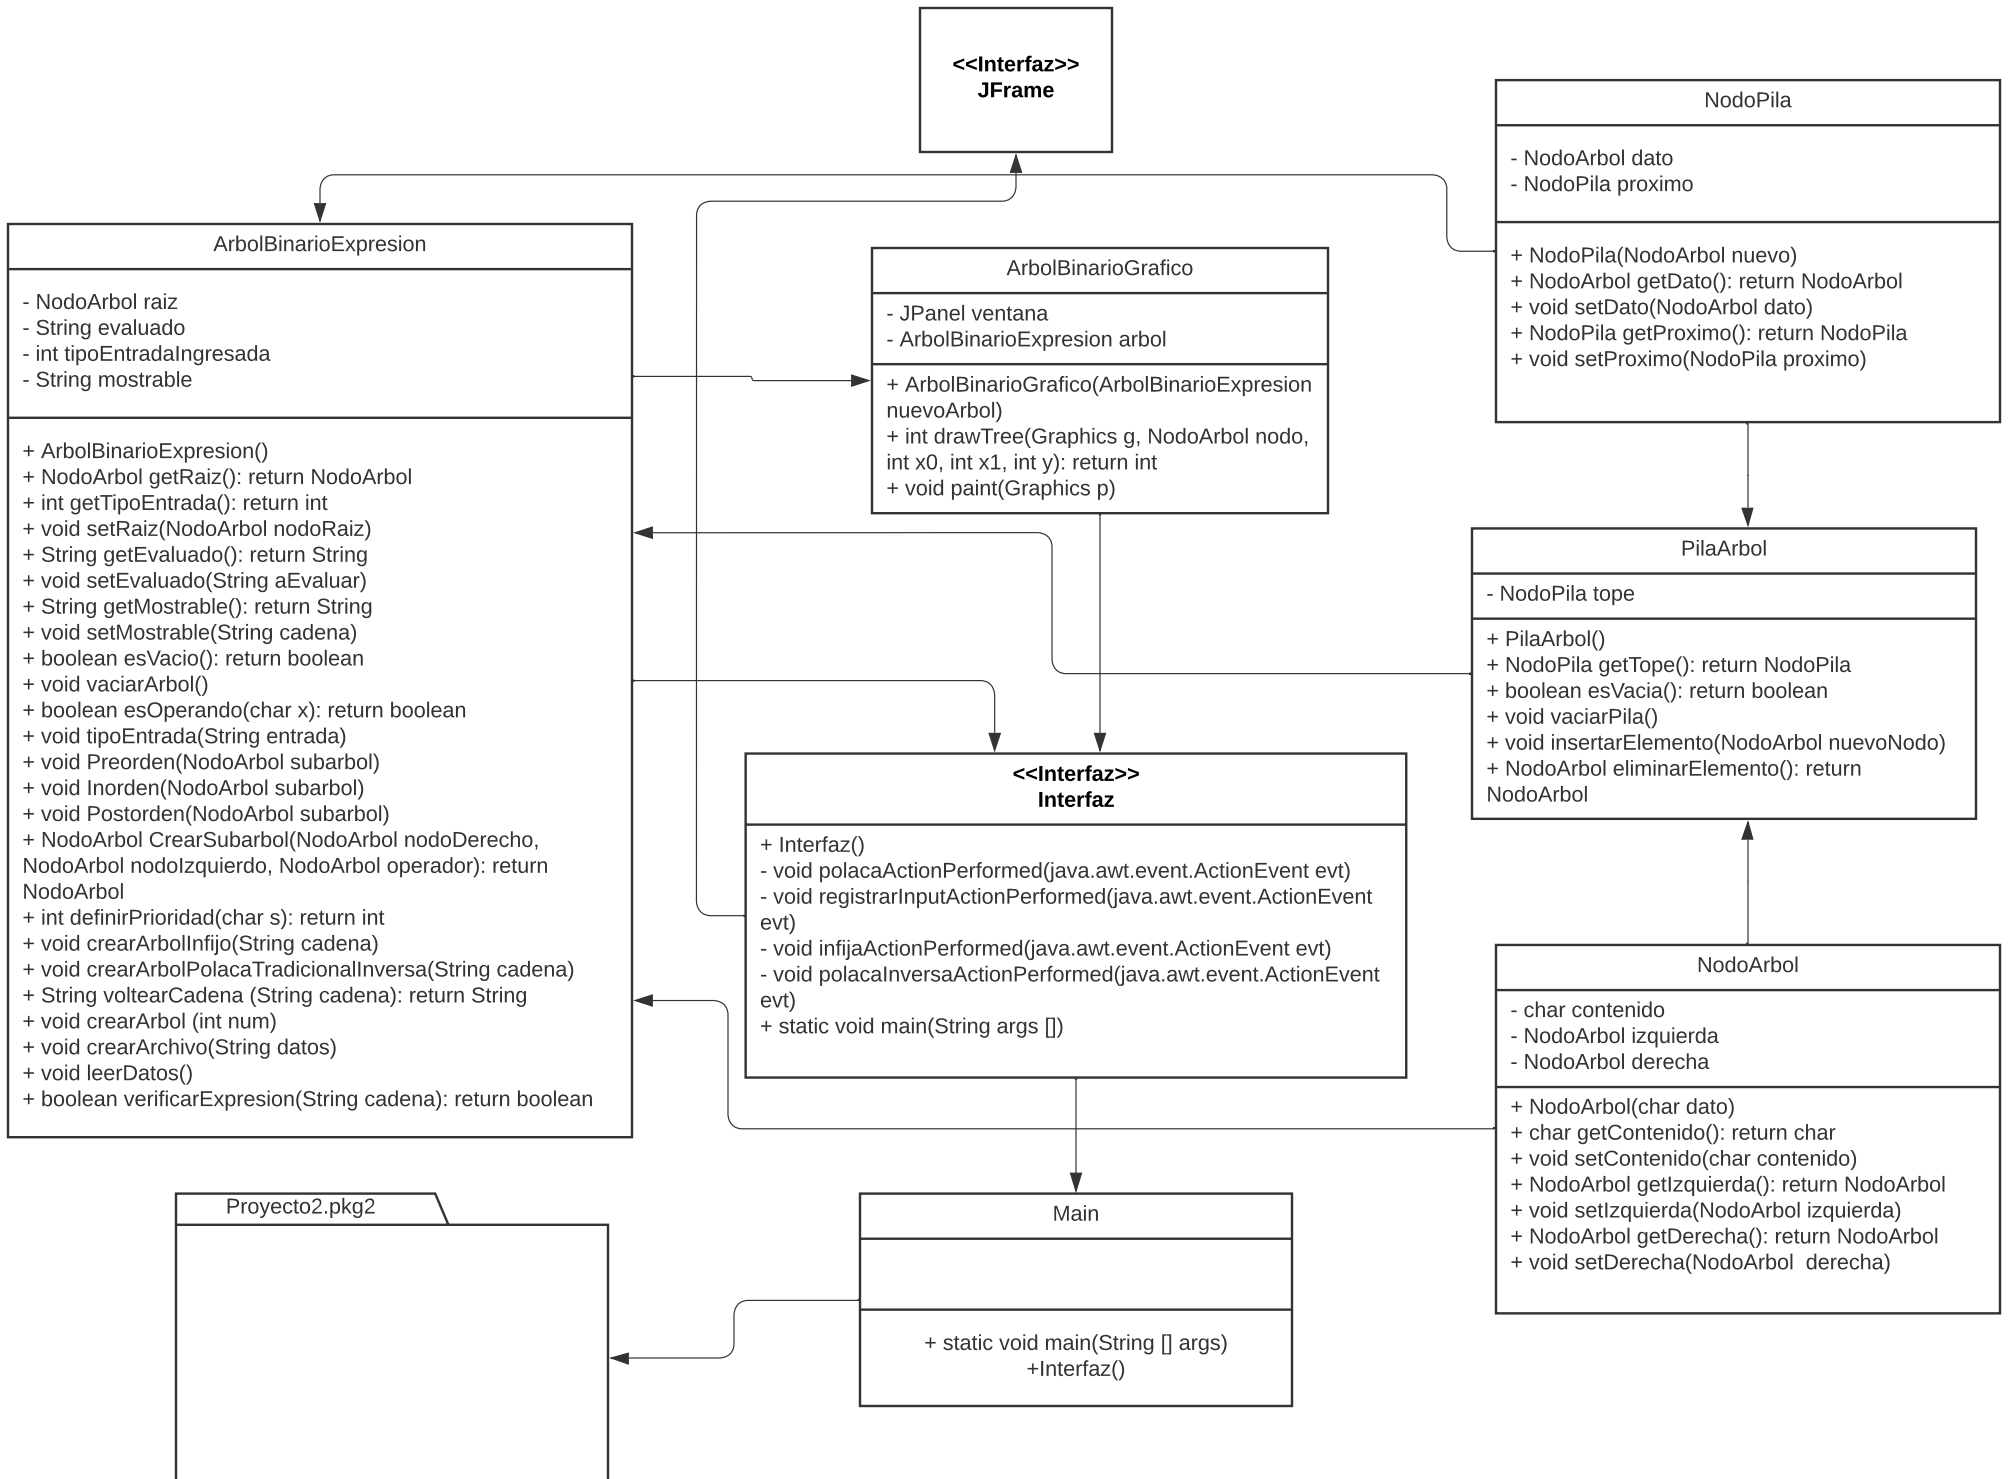 <<Interfaz>>
JFrame
NodoPila
- NodoArbol dato
- NodoPila proximo
+ NodoPila(NodoArbol nuevo)
+ NodoArbol getDato(): return NodoArbol
+ void setDato(NodoArbol dato)
+ NodoPila getProximo(): return NodoPila
+ void setProximo(NodoPila proximo)
ArbolBinarioExpresion
- NodoArbol raiz
- String evaluado
- int tipoEntradaIngresada
- String mostrable
+ ArbolBinarioExpresion()
+ NodoArbol getRaiz(): return NodoArbol
+ int getTipoEntrada(): return int
+ void setRaiz(NodoArbol nodoRaiz)
+ String getEvaluado(): return String
+ void setEvaluado(String aEvaluar)
+ String getMostrable(): return String
+ void setMostrable(String cadena)
+ boolean esVacio(): return boolean
+ void vaciarArbol()
+ boolean esOperando(char x): return boolean
+ void tipoEntrada(String entrada)
+ void Preorden(NodoArbol subarbol)
+ void Inorden(NodoArbol subarbol)
+ void Postorden(NodoArbol subarbol)
+ NodoArbol CrearSubarbol(NodoArbol nodoDerecho,
NodoArbol nodoIzquierdo, NodoArbol operador): return
NodoArbol
+ int definirPrioridad(char s): return int
+ void crearArbolInfijo(String cadena)
+ void crearArbolPolacaTradicionalInversa(String cadena)
+ String voltearCadena (String cadena): return String
+ void crearArbol (int num)
+ void crearArchivo(String datos)
+ void leerDatos()
+ boolean verificarExpresion(String cadena): return boolean
ArbolBinarioGrafico
- JPanel ventana
- ArbolBinarioExpresion arbol
+ ArbolBinarioGrafico(ArbolBinarioExpresion
nuevoArbol)
+ int drawTree(Graphics g, NodoArbol nodo,
int x0, int x1, int y): return int
+ void paint(Graphics p)
PilaArbol
- NodoPila tope
+ PilaArbol()
+ NodoPila getTope(): return NodoPila
+ boolean esVacia(): return boolean
+ void vaciarPila()
+ void insertarElemento(NodoArbol nuevoNodo)
+ NodoArbol eliminarElemento(): return
NodoArbol
<<Interfaz>>
Interfaz
+ Interfaz()
- void polacaActionPerformed(java.awt.event.ActionEvent evt)
- void registrarInputActionPerformed(java.awt.event.ActionEvent
evt)
- void infijaActionPerformed(java.awt.event.ActionEvent evt)
- void polacaInversaActionPerformed(java.awt.event.ActionEvent
evt)
+ static void main(String args [])
NodoArbol
- char contenido
- NodoArbol izquierda
- NodoArbol derecha
+ NodoArbol(char dato)
+ char getContenido(): return char
+ void setContenido(char contenido)
+ NodoArbol getIzquierda(): return NodoArbol
+ void setIzquierda(NodoArbol izquierda)
+ NodoArbol getDerecha(): return NodoArbol
+ void setDerecha(NodoArbol  derecha)
Proyecto2.pkg2
Main
+ static void main(String [] args)
+Interfaz()